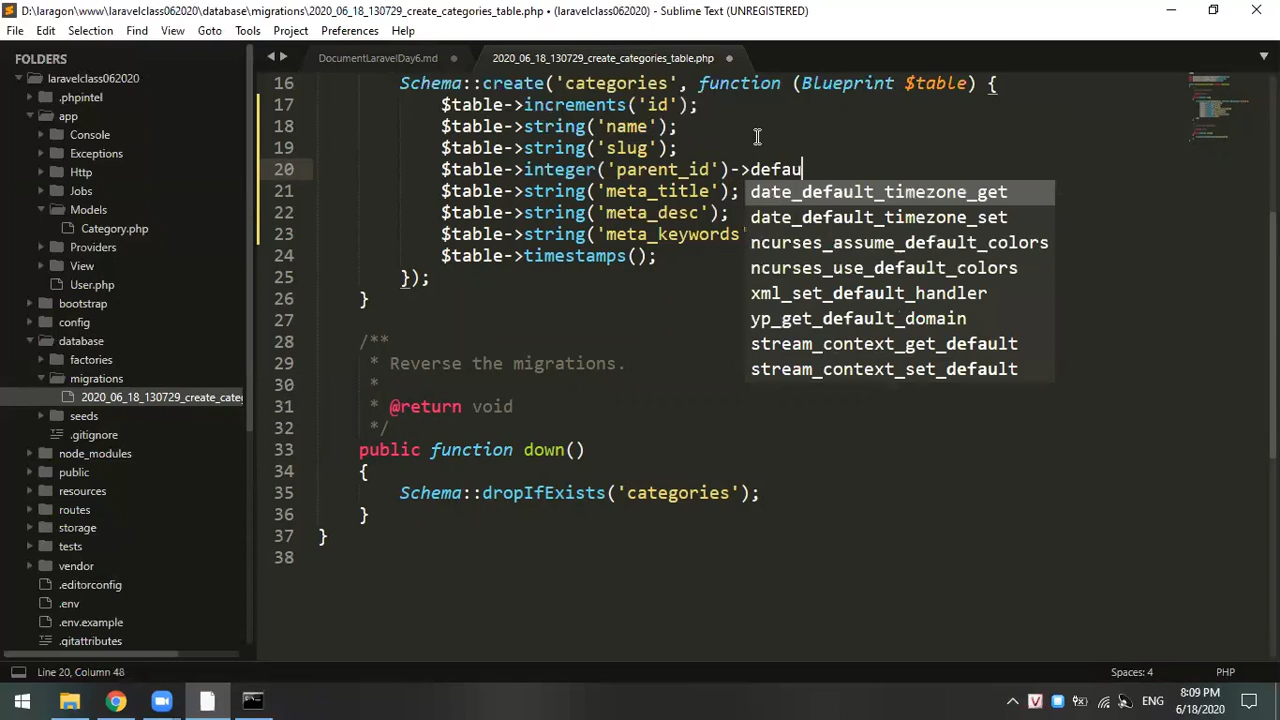 D:\laragon\www\laravelclass062020\database\migrations\2020_06_18_130729_create_categories_table.php • (laravelclass062020) - Sublime Text (UNREGISTERED)
File Edit Selection Find View Goto Tools Project Preferences Help
FOLDERS
laravelclass062020
.phpintel
app
Console
Exceptions
Http
Jobs
Models
Category.php
Providers
View
User.php
bootstrap
config
database
factories
migrations
2020_06_18_130729_create_cate
seeds
.gitignore
node_modules
public
resources
routes
storage
tests
vendor
.editorconfig
.env
.env.example
.gitattributes
DocumentLaravelDay6.md
2020_06_18_130729_create_categories_table.php
16 Schema::create('categories', function (Blueprint $table) {
17 $table->increments('id');
18 $table->string('name');
19 $table->string('slug');
20 $table->integer('parent_id')->defau
21 $table->string('meta_title');
22 $table->string('meta_desc');
23 $table->string('meta_keywords'
24 $table->timestamps();
25 });
26 }
27
28 /**
29 * Reverse the migrations.
30 *
31 * @return void
32 */
33 public function down()
34 {
35 Schema::dropIfExists('categories');
36 }
37 }
38
date_default_timezone_get
date_default_timezone_set
ncurses_assume_default_colors
ncurses_use_default_colors
xml_set_default_handler
yp_get_default_domain
stream_context_get_default
stream_context_set_default
Line 20, Column 48
Spaces: 4
PHP
V
ENG
8:09 PM
6/18/2020